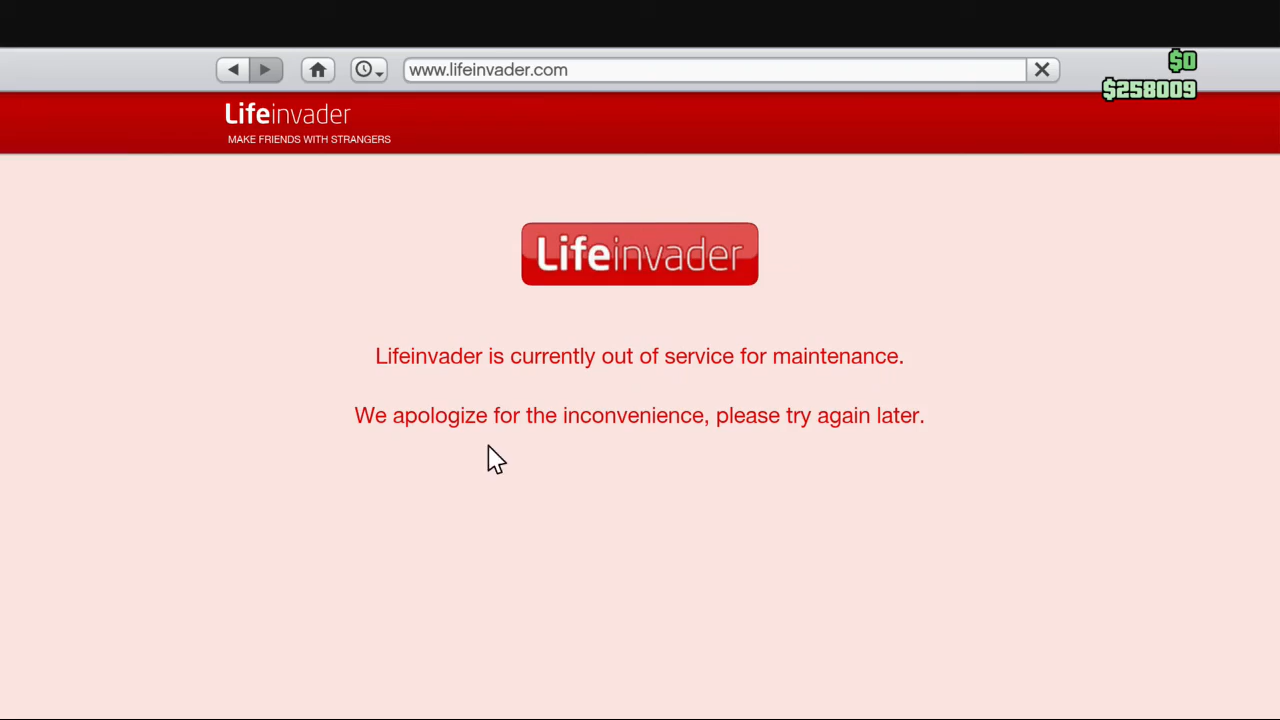 www.lifeinvader.com
$0
$258009
Lifeinvader
MAKE FRIENDS WITH STRANGERS
Lifeinvader
Lifeinvader is currently out of service for maintenance.
We apologize for the inconvenience, please try again later.